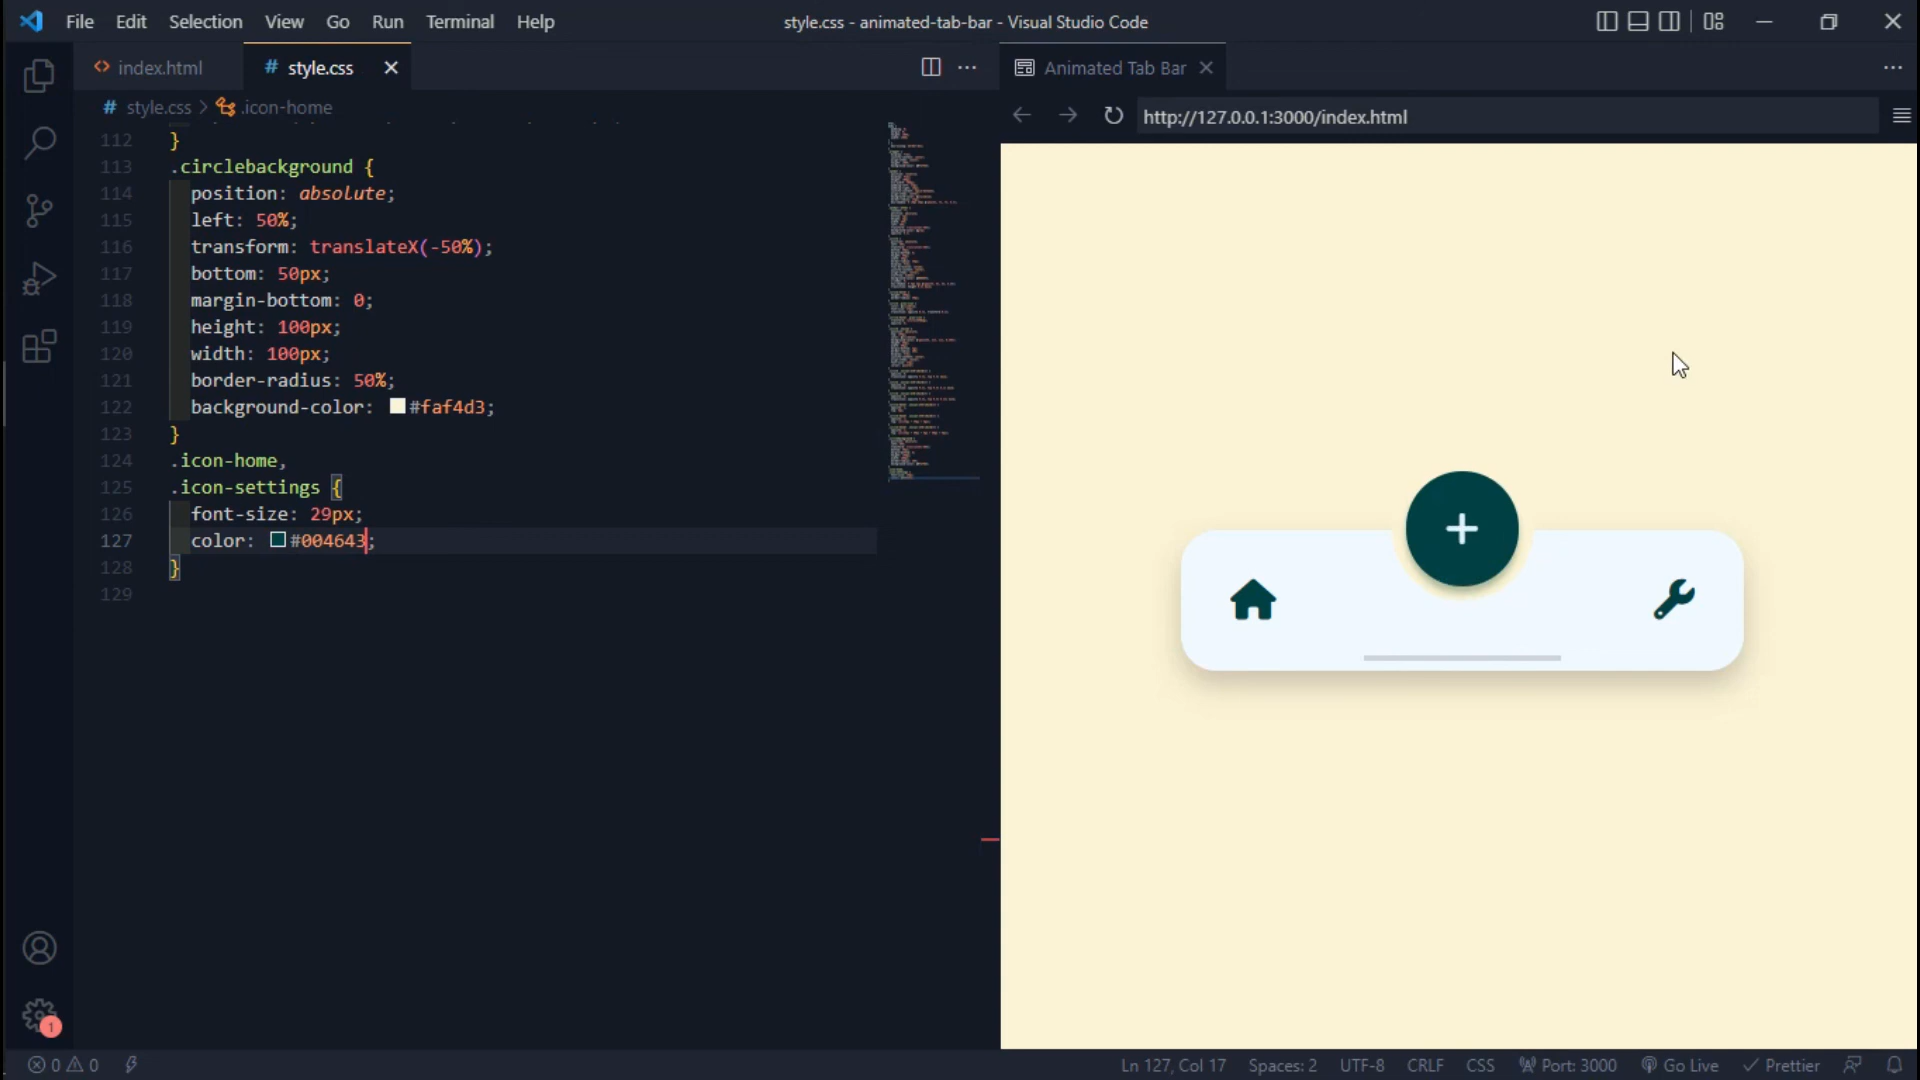 File Edit Selection View Go Run Terminal Help
style.css - animated-tab-bar - Visual Studio Code
index.html
# style.css
Animated Tab Bar
# style.css > .icon-home
http://127.0.0.1:3000/index.html
112 }
113 .circlebackground {
114 position: absolute;
115 left: 50%;
116 transform: translateX(-50%);
117 bottom: 50px;
118 margin-bottom: 0;
119 height: 100px;
120 width: 100px;
121 border-radius: 50%;
122 background-color: #faf4d3;
123 }
124 .icon-home,
125 .icon-settings {
126 font-size: 29px;
127 color: #004643;
128 }
129
1
0 0
Ln 127, Col 17 Spaces: 2 UTF-8 CRLF CSS Port: 3000 Go Live Prettier